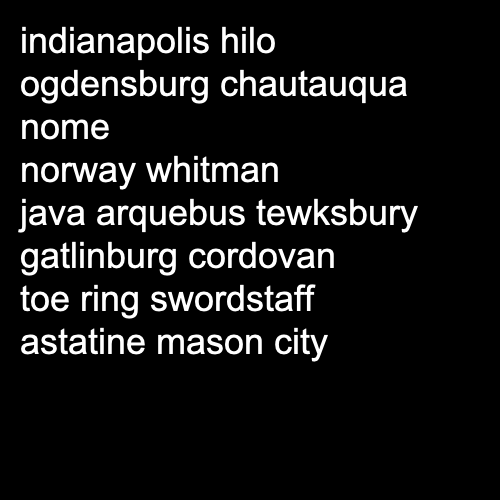 indianapolis hilo
ogdensburg chautauqua
nome
norway whitman
java arquebus tewksbury
gatlinburg cordovan
toe ring swordstaff
astatine mason city